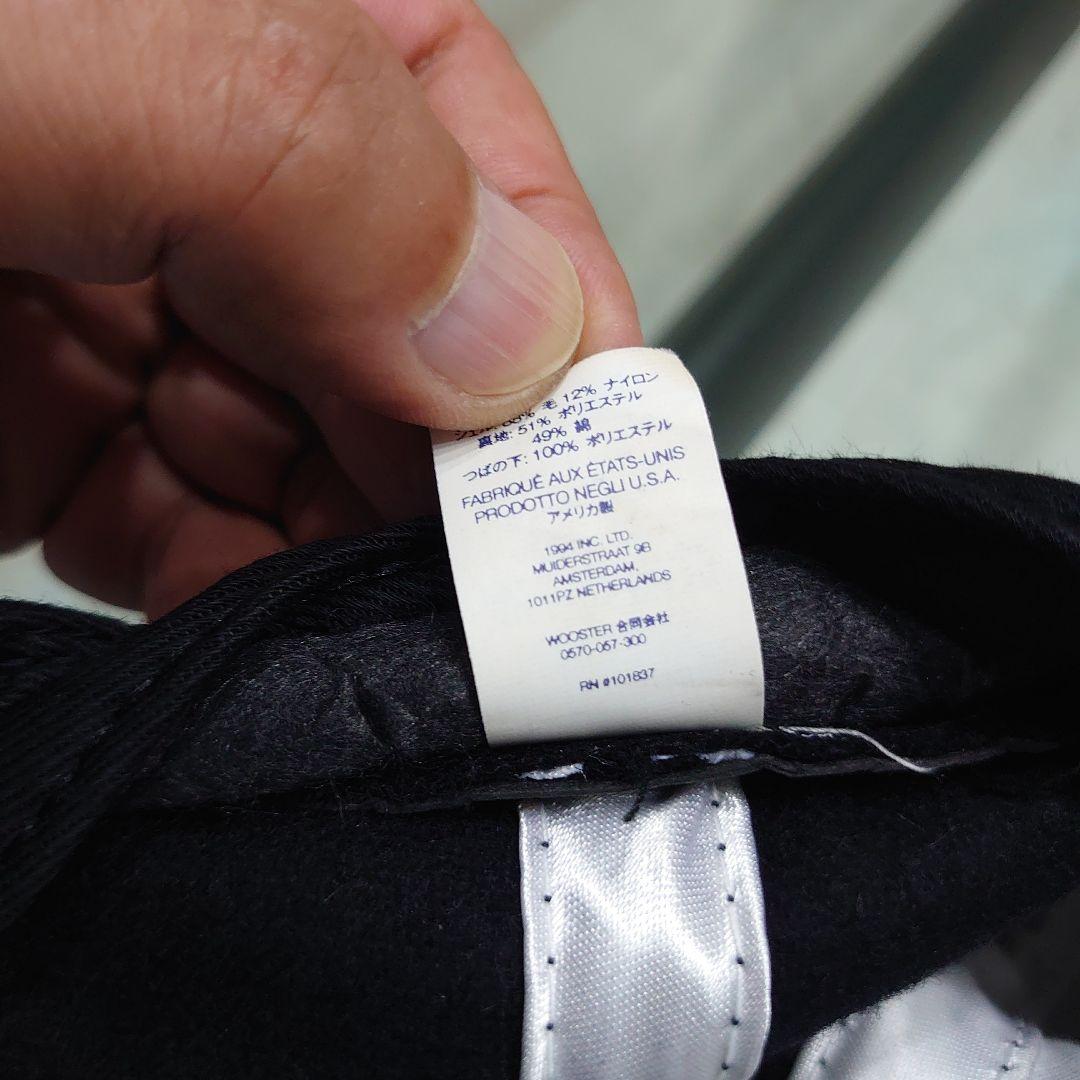 毛 12% ナイロン
裏地: 51% ポリエステル
49% 綿
つばの下: 100% ポリエステル
FABRIQUÉ AUX ÉTATS-UNIS
PRODOTTO NEGLI U.S.A.
アメリカ製
1994 INC. LTD.
MUIDERSTRAAT 9B
AMSTERDAM,
1011PZ NETHERLANDS
WOOSTER 合同会社
0570-057-300
RN #101837